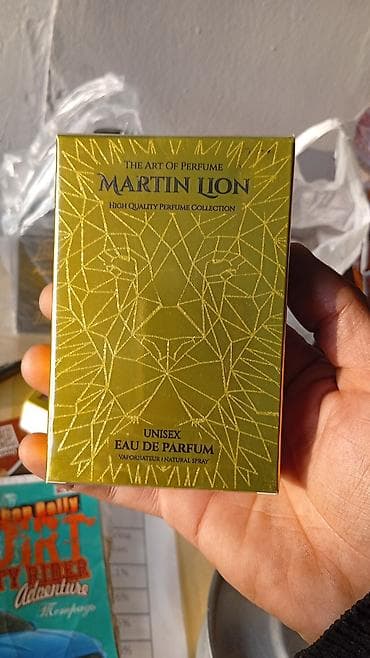 THE ART OF PERFUME
MARTIN LION
HIGH QUALITY PERFUME COLLECTION
UNISEX
EAU DE PARFUM
VAPORISATEUR • NATURAL SPRAY
Adventure